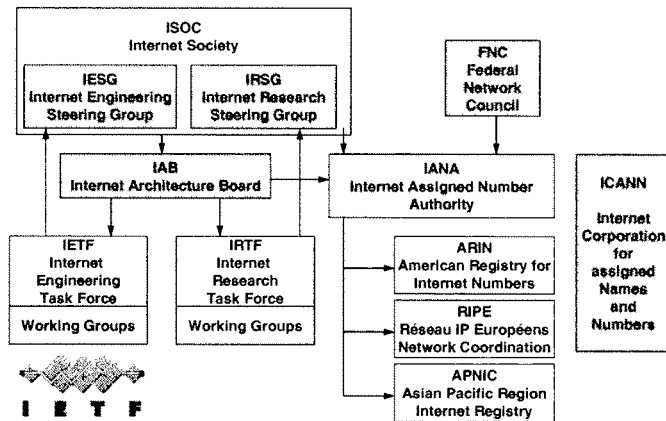 ISOC
Internet Society
IESG
Internet Engineering
Steering Group
IRSG
Internet Research
Steering Group
FNC
Federal
Network
Council
IAB
Internet Architecture Board
IANA
Internet Assigned Number
Authority
ICANN
Internet
Corporation
for
assigned
Names
and
Numbers
IETF
Internet
Engineering
Task Force
Working Groups
IRTF
Internet
Research
Task Force
Working Groups
ARIN
American Registry for
Internet Numbers
RIPE
Réseau IP Européens
Network Coordination
APNIC
Asian Pacific Region
Internet Registry
I E T F